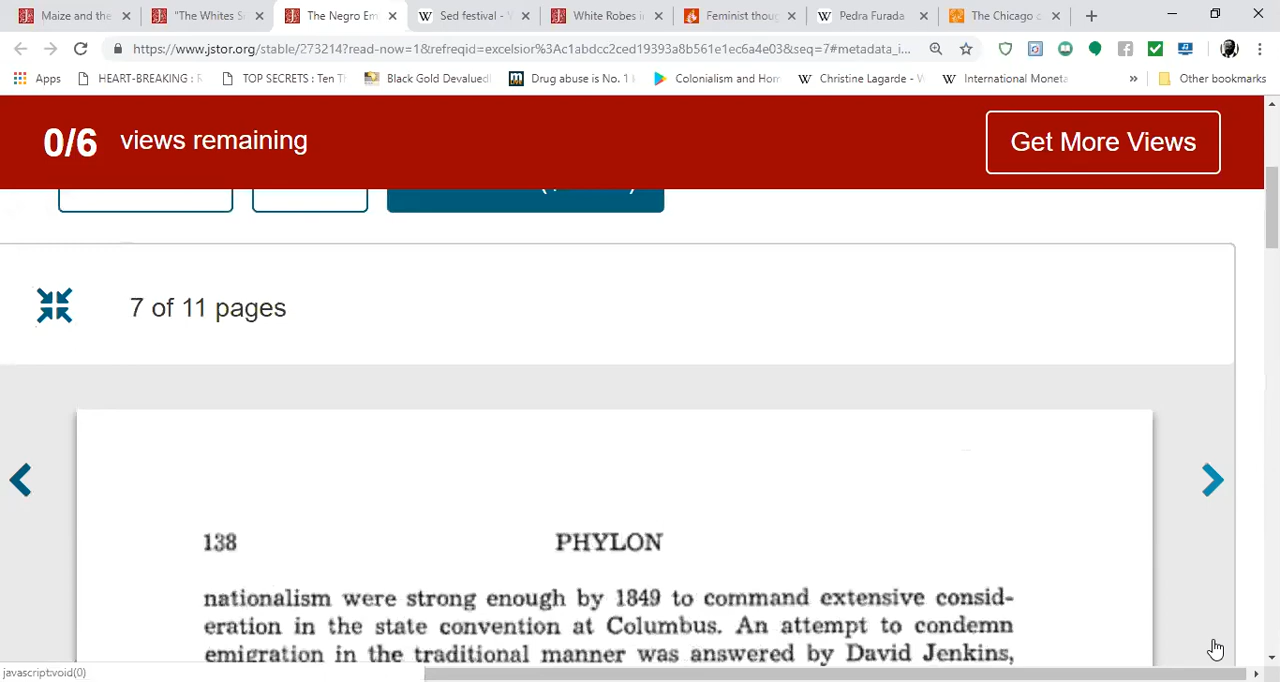 Maize and the
"The Whites S
The Negro Em
Sed festival -
White Robes i
Feminist thou
Pedra Furada
The Chicago
https://www.jstor.org/stable/273214?read-now=1&refreqid=excelsior%3Ac1abdcc2ced19393a8b561e1ec6a4e03&seq=7#metadata_i...
Apps
HEART-BREAKING :
TOP SECRETS : Ten
Black Gold Devalued
Drug abuse is No. 1
Colonialism and
Christine Lagarde -
International Moneta
»
Other bookmarks
0/6 views remaining
Get More Views
7 of 11 pages
138 PHYLON
nationalism were strong enough by 1849 to command extensive consid-
eration in the state convention at Columbus. An attempt to condemn
emigration in the traditional manner was answered by David Jenkins,
javascript:void(0)